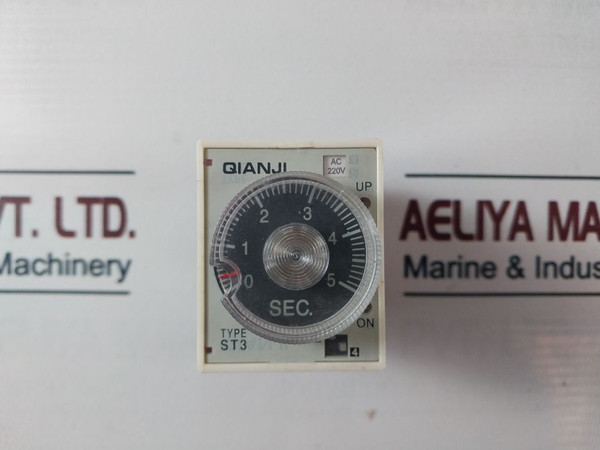 QIANJI
AC
220V
UP
0 1 2 3 4 5
SEC.
ON
TYPE
ST3
4
VT. LTD.
Machinery
AELIYA MA
Marine & Indus